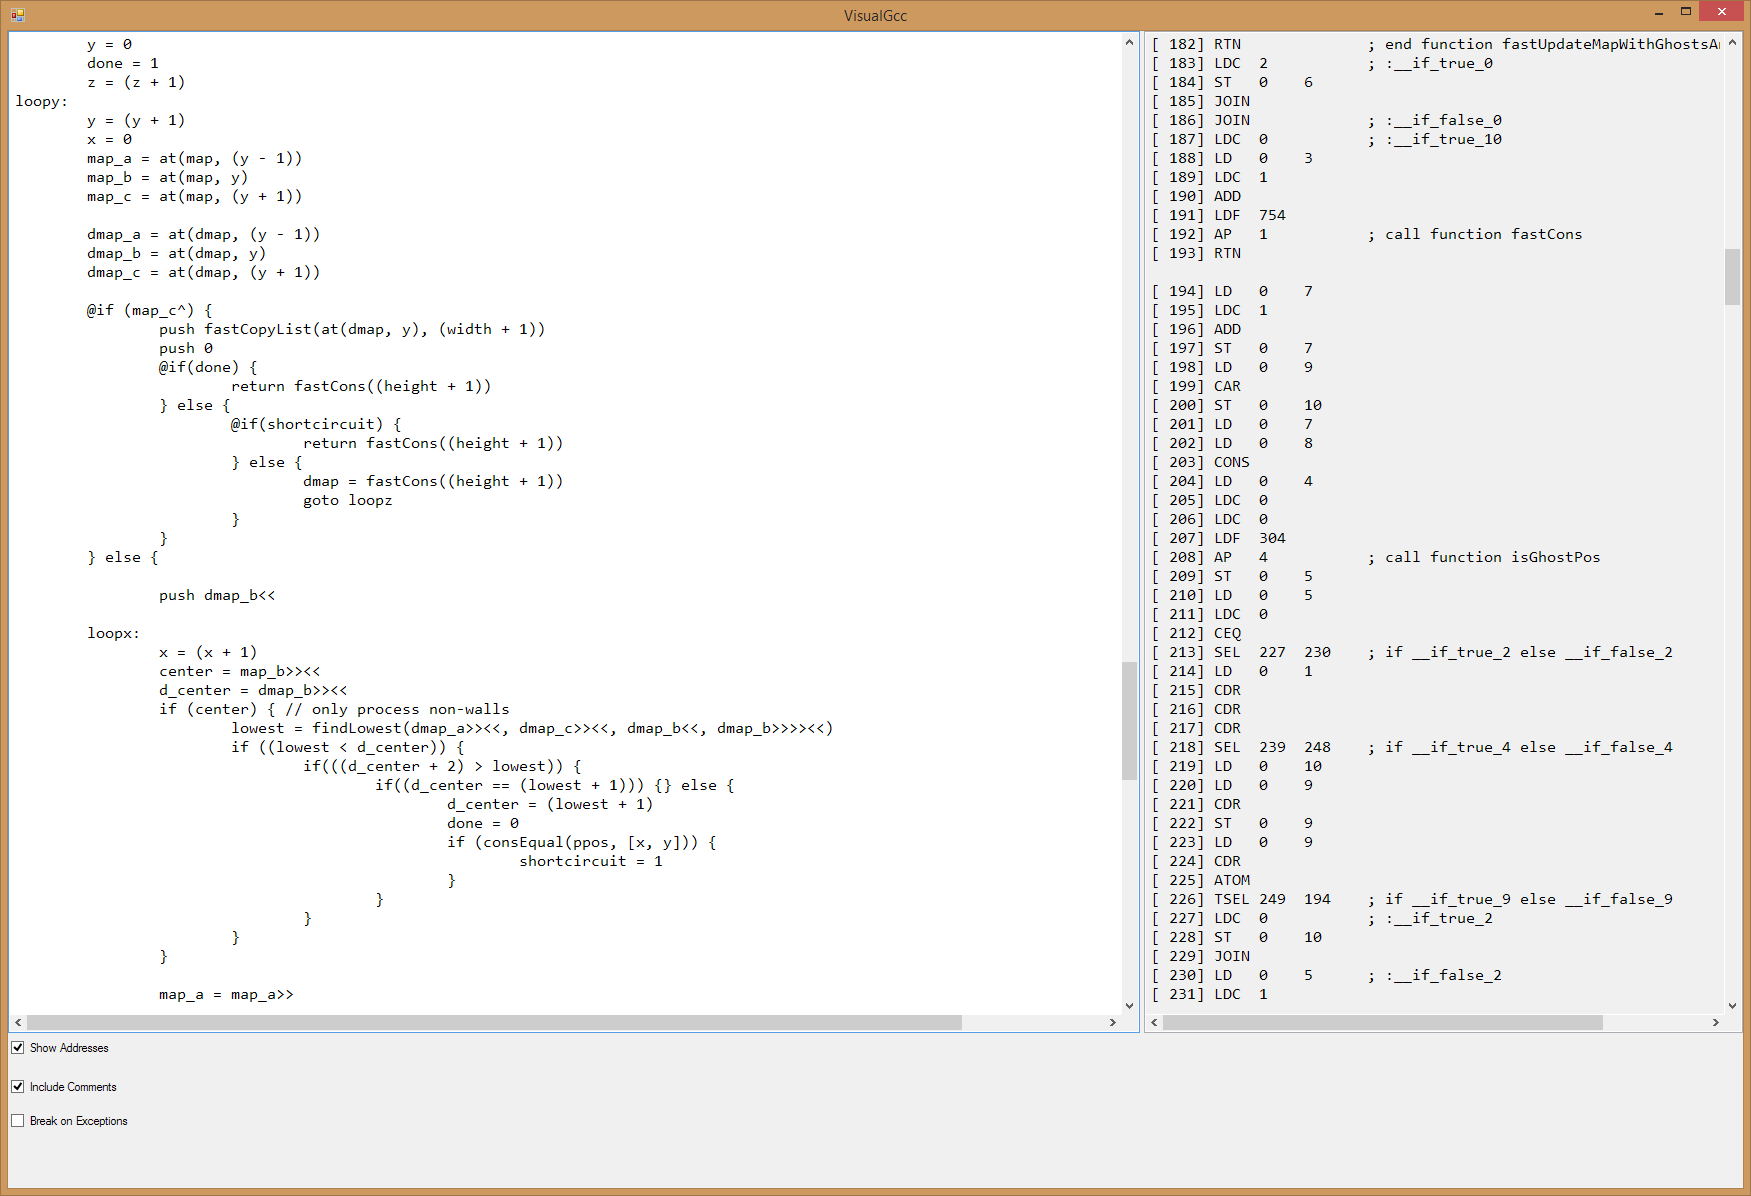 VisualGcc
y = 0
done = 1
z = (z + 1)
loopy:
y = (y + 1)
x = 0
map_a = at(map, (y - 1))
map_b = at(map, y)
map_c = at(map, (y + 1))
dmap_a = at(dmap, (y - 1))
dmap_b = at(dmap, y)
dmap_c = at(dmap, (y + 1))
@if (map_c^) {
push fastCopyList(at(dmap, y), (width + 1))
push 0
@if(done) {
return fastCons((height + 1))
} else {
@if(shortcircuit) {
return fastCons((height + 1))
} else {
dmap = fastCons((height + 1))
goto loopz
}
}
} else {
push dmap_b<<
loopx:
x = (x + 1)
center = map_b>><<
d_center = dmap_b>><<
if (center) { // only process non-walls
lowest = findLowest(dmap_a>><<, dmap_c>><<, dmap_b<<, dmap_b>>>><<)
if ((lowest < d_center)) {
if(((d_center + 2) > lowest)) {
if((d_center == (lowest + 1))) {} else {
d_center = (lowest + 1)
done = 0
if (consEqual(ppos, [x, y])) {
shortcircuit = 1
}
}
}
}
}
map_a = map_a>>
[ 182] RTN ; end function fastUpdateMapWithGhosts
[ 183] LDC 2 ; :__if_true_0
[ 184] ST 0 6
[ 185] JOIN
[ 186] JOIN ; :__if_false_0
[ 187] LDC 0 ; :__if_true_10
[ 188] LD 0 3
[ 189] LDC 1
[ 190] ADD
[ 191] LDF 754
[ 192] AP 1 ; call function fastCons
[ 193] RTN
[ 194] LD 0 7
[ 195] LDC 1
[ 196] ADD
[ 197] ST 0 7
[ 198] LD 0 9
[ 199] CAR
[ 200] ST 0 10
[ 201] LD 0 7
[ 202] LD 0 8
[ 203] CONS
[ 204] LD 0 4
[ 205] LDC 0
[ 206] LDC 0
[ 207] LDF 304
[ 208] AP 4 ; call function isGhostPos
[ 209] ST 0 5
[ 210] LD 0 5
[ 211] LDC 0
[ 212] CEQ
[ 213] SEL 227 230 ; if __if_true_2 else __if_false_2
[ 214] LD 0 1
[ 215] CDR
[ 216] CDR
[ 217] CDR
[ 218] SEL 239 248 ; if __if_true_4 else __if_false_4
[ 219] LD 0 10
[ 220] LD 0 9
[ 221] CDR
[ 222] ST 0 9
[ 223] LD 0 9
[ 224] CDR
[ 225] ATOM
[ 226] TSEL 249 194 ; if __if_true_9 else __if_false_9
[ 227] LDC 0 ; :__if_true_2
[ 228] ST 0 10
[ 229] JOIN
[ 230] LD 0 5 ; :__if_false_2
[ 231] LDC 1
Show Addresses
Include Comments
Break on Exceptions